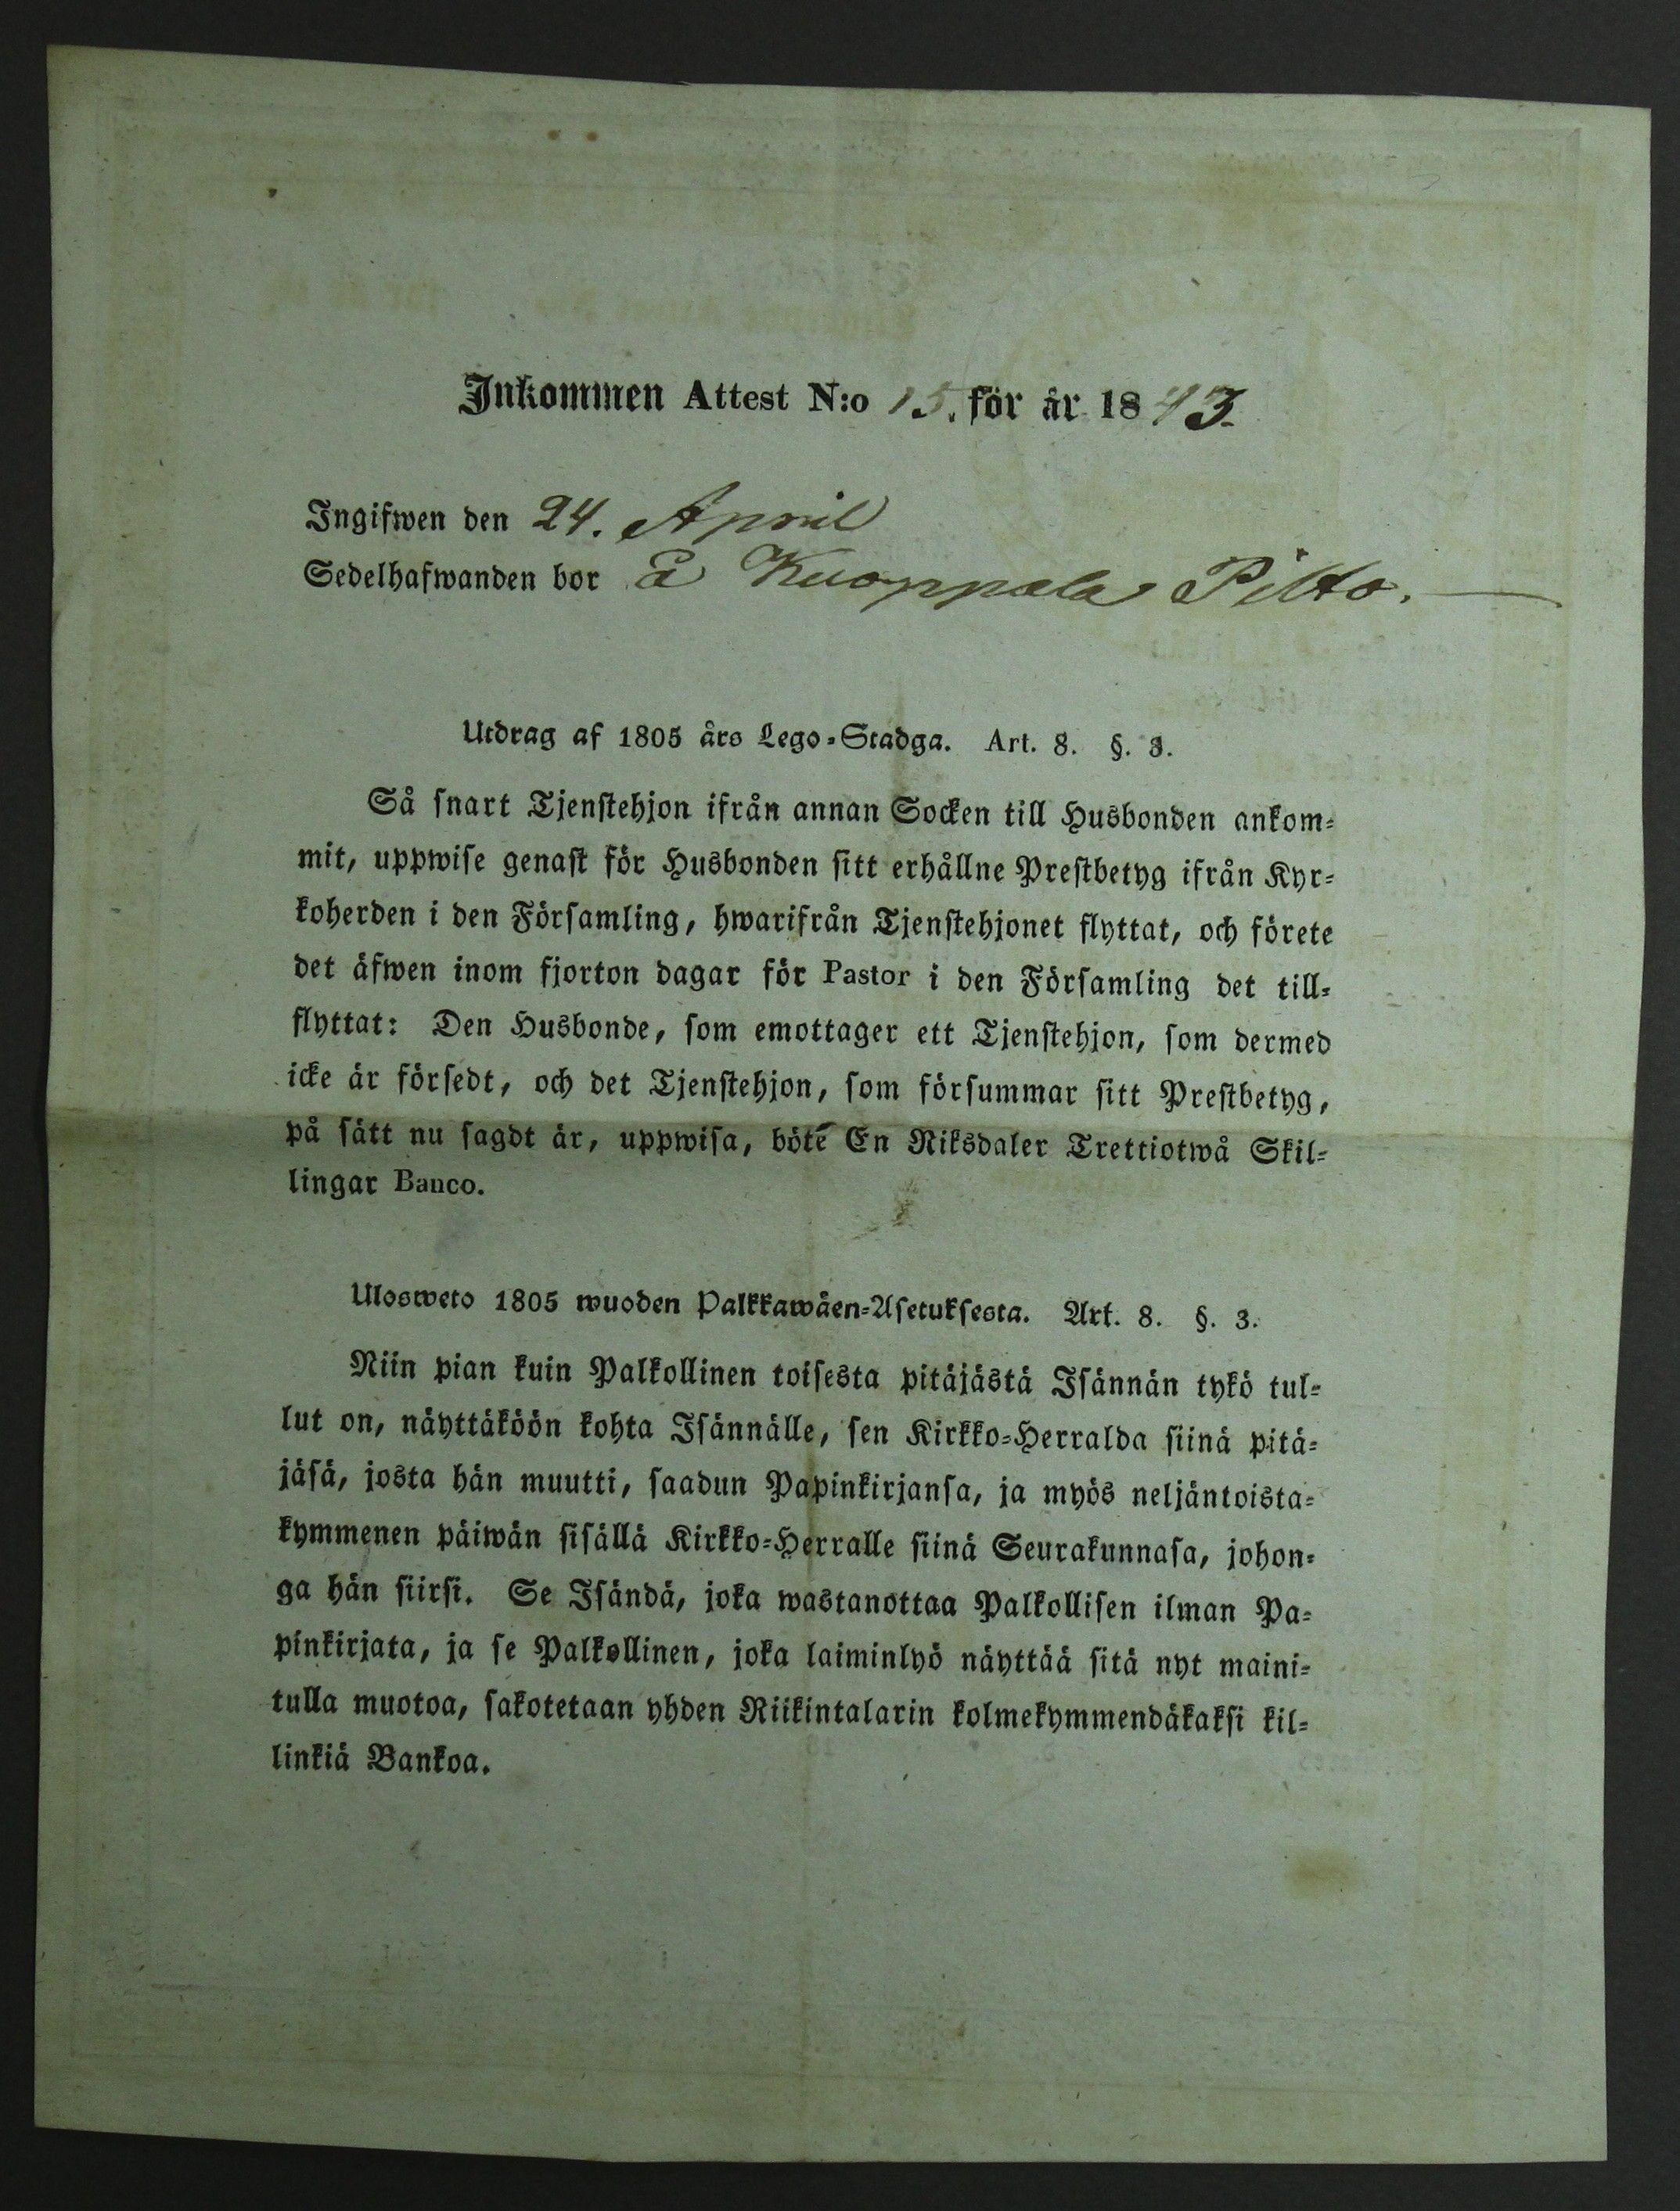 Inkommen Attest N:o 15. för år 1843.
Ingifwen den 24. April
Sedelhafwanden bor å Kuoppala Pitto.
Utdrag af 1805 års Lego-Stadga. Art. 8. §. 3.
Så snart Tjenstehjon ifrån annan Socken till Husbonden ankom-
mit, uppwise genast för Husbonden sitt erhållne Prestbetyg ifrån Kyr-
koherden i den Församling, hwarifrån Tjenstehjonet flyttat, och förete
det äfwen inom fjorton dagar för Pastor i den Församling det till-
flyttat: Den Husbonde, som emottager ett Tjenstehjon, som dermed
icke är försedt, och det Tjenstehjon, som försummar sitt Prestbetyg,
på sätt nu sagdt är, uppwisa, böte En Riksdaler Trettiotwå Skil-
lingar Banco.
Ulosweto 1805 wuoden Palkkawäen-Asetuksesta. Art. 8. §. 3.
Niin pian kuin Palkollinen toisesta pitäjästä Isännän tykö tul-
lut on, näyttäköön kohta Isännälle, sen Kirkko-Herralda siinä pitä-
jäsä, josta hän muutti, saadun Papinkirjansa, ja myös neljäntoista-
kymmenen päiwän sisällä Kirkko-Herralle siinä Seurakunnasa, johon-
ga hän siirsi. Se Isändä, joka wastanottaa Palkollisen ilman Pa-
pinkirjata, ja se Palkollinen, joka laiminlyö näyttää sitä nyt maini-
tulla muotoa, sakotetaan yhden Riikintalarin kolmekymmendäkaksi kil-
linkiä Bankoa.